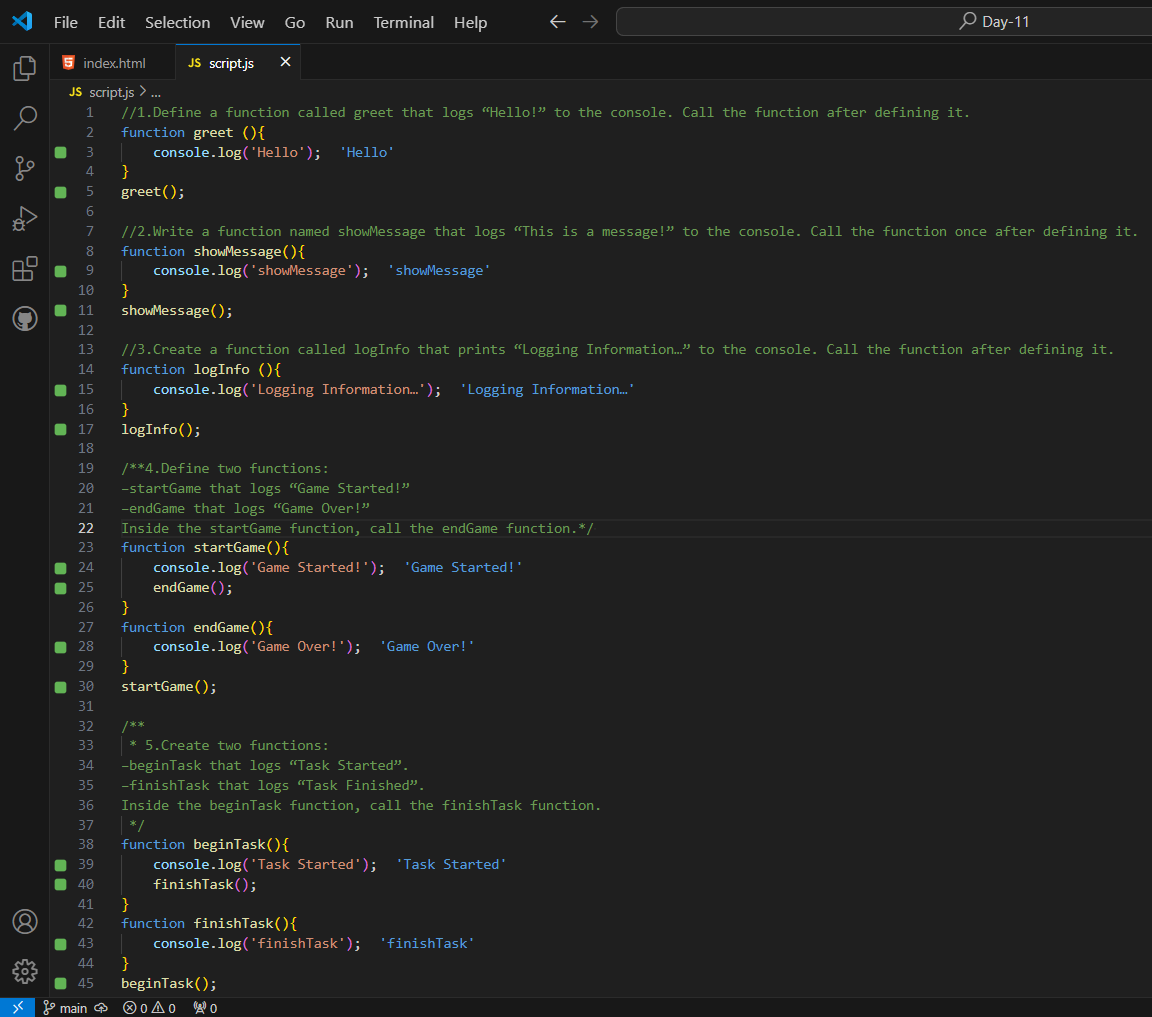 File Edit Selection View Go Run Terminal Help Day-11
index.html JS script.js
JS script.js > ...
1 //1.Define a function called greet that logs “Hello!” to the console. Call the function after defining it.
2 function greet (){
3 console.log('Hello'); 'Hello'
4 }
5 greet();
6
7 //2.Write a function named showMessage that logs “This is a message!” to the console. Call the function once after defining it.
8 function showMessage(){
9 console.log('showMessage'); 'showMessage'
10 }
11 showMessage();
12
13 //3.Create a function called logInfo that prints “Logging Information…” to the console. Call the function after defining it.
14 function logInfo (){
15 console.log('Logging Information…'); 'Logging Information…'
16 }
17 logInfo();
18
19 /**4.Define two functions:
20 –startGame that logs “Game Started!”
21 –endGame that logs “Game Over!”
22 Inside the startGame function, call the endGame function.*/
23 function startGame(){
24 console.log('Game Started!'); 'Game Started!'
25 endGame();
26 }
27 function endGame(){
28 console.log('Game Over!'); 'Game Over!'
29 }
30 startGame();
31
32 /**
33 * 5.Create two functions:
34 –beginTask that logs “Task Started”.
35 –finishTask that logs “Task Finished”.
36 Inside the beginTask function, call the finishTask function.
37 */
38 function beginTask(){
39 console.log('Task Started'); 'Task Started'
40 finishTask();
41 }
42 function finishTask(){
43 console.log('finishTask'); 'finishTask'
44 }
45 beginTask();
main 0 0 0